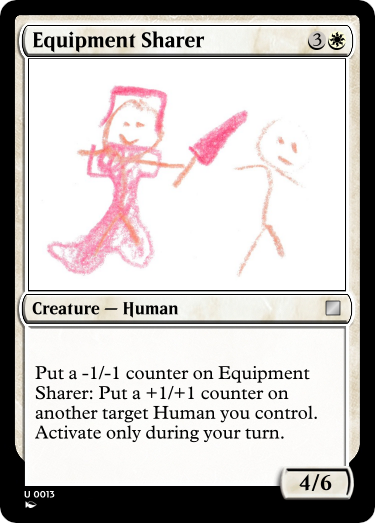 Equipment Sharer 3
Creature — Human
Put a -1/-1 counter on Equipment
Sharer: Put a +1/+1 counter on
another target Human you control.
Activate only during your turn.
4/6
U 0013